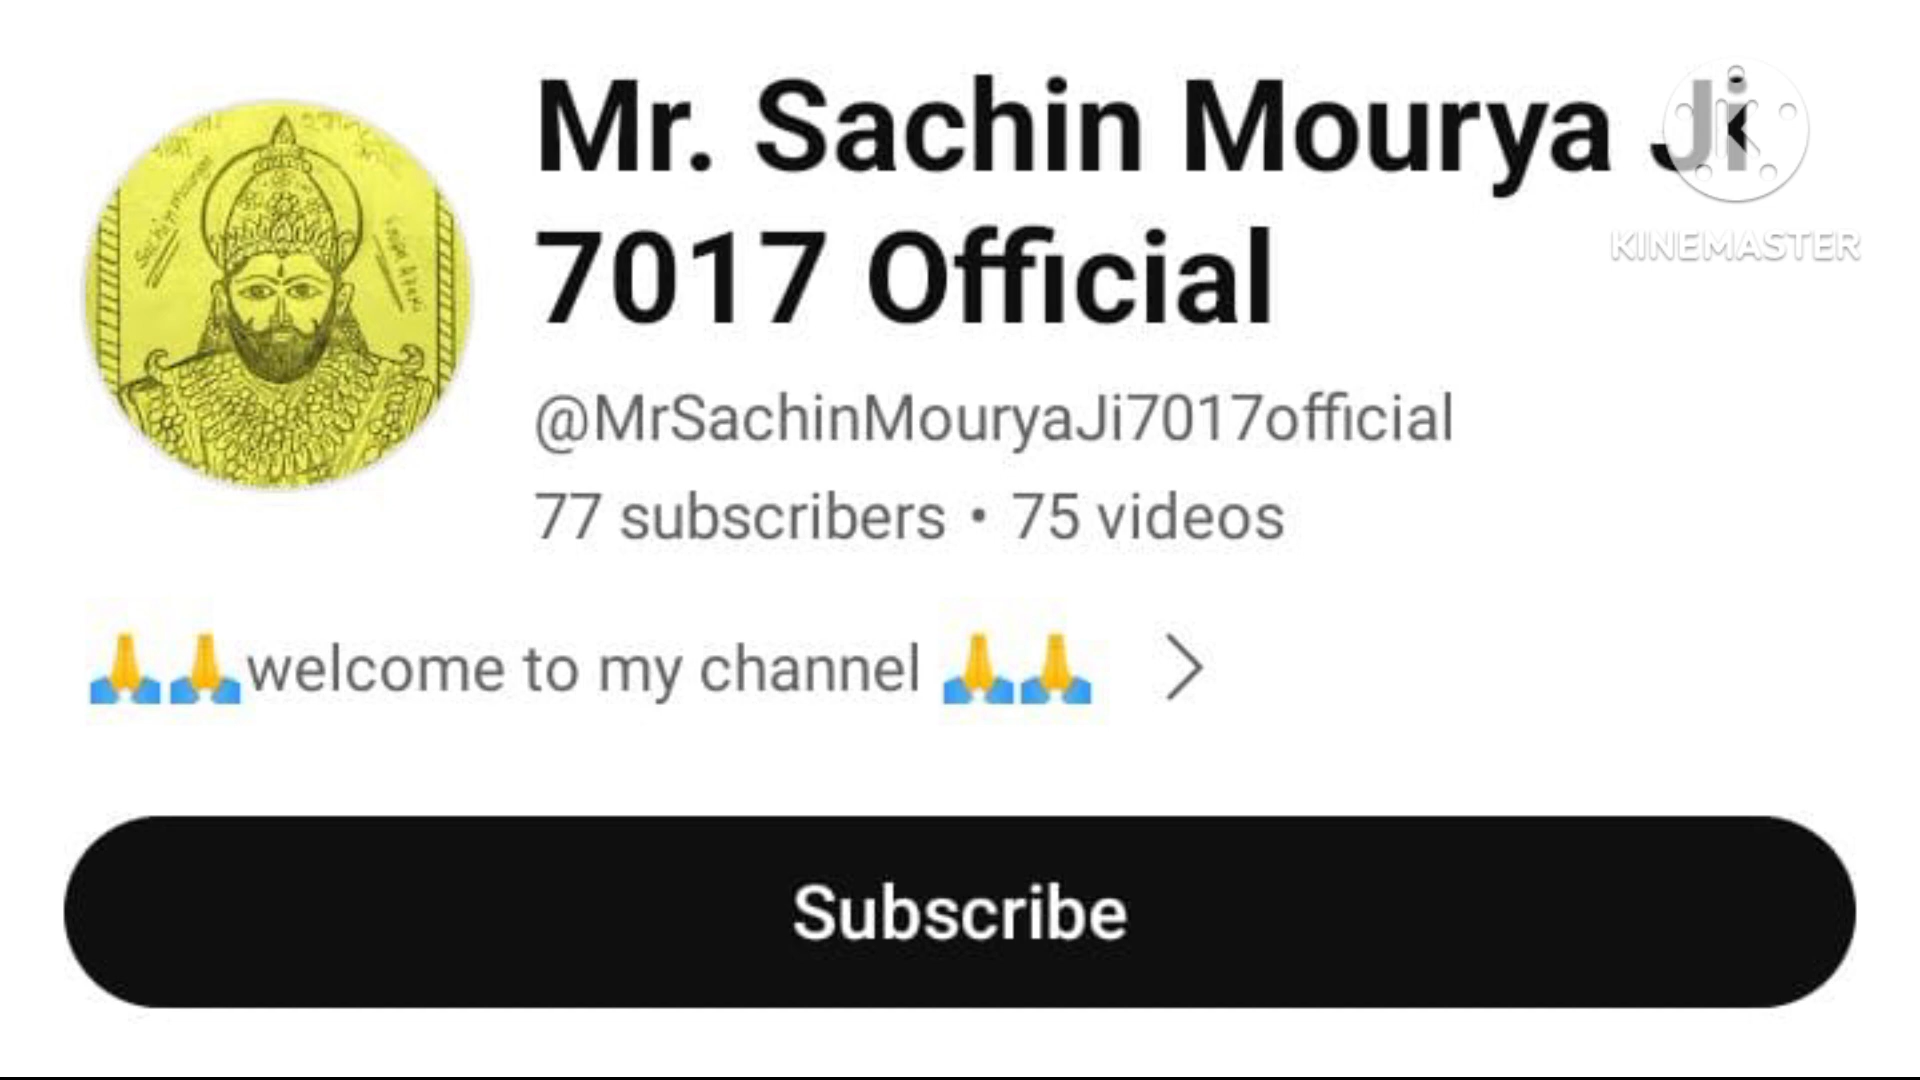 Mr. Sachin Mourya Ji
7017 Official
@MrSachinMouryaJi7017official
77 subscribers • 75 videos
🙏🙏welcome to my channel 🙏🙏 >
Subscribe
KINEMASTER